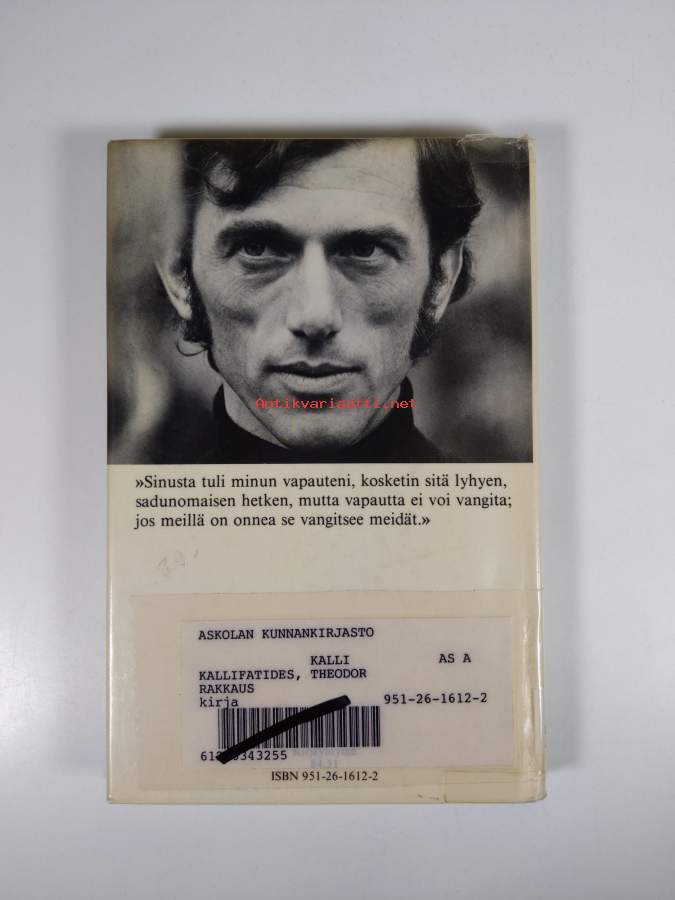 Antikvariaatti.net
»Sinusta tuli minun vapauteni, kosketin sitä lyhyen,
sadunomaisen hetken, mutta vapautta ei voi vangita;
jos meillä on onnea se vangitsee meidät.»
ASKOLAN KUNNANKIRJASTO
KALLI AS A
KALLIFATIDES, THEODOR
RAKKAUS
kirja 951-26-1612-2
ISBN 951-26-1612-2